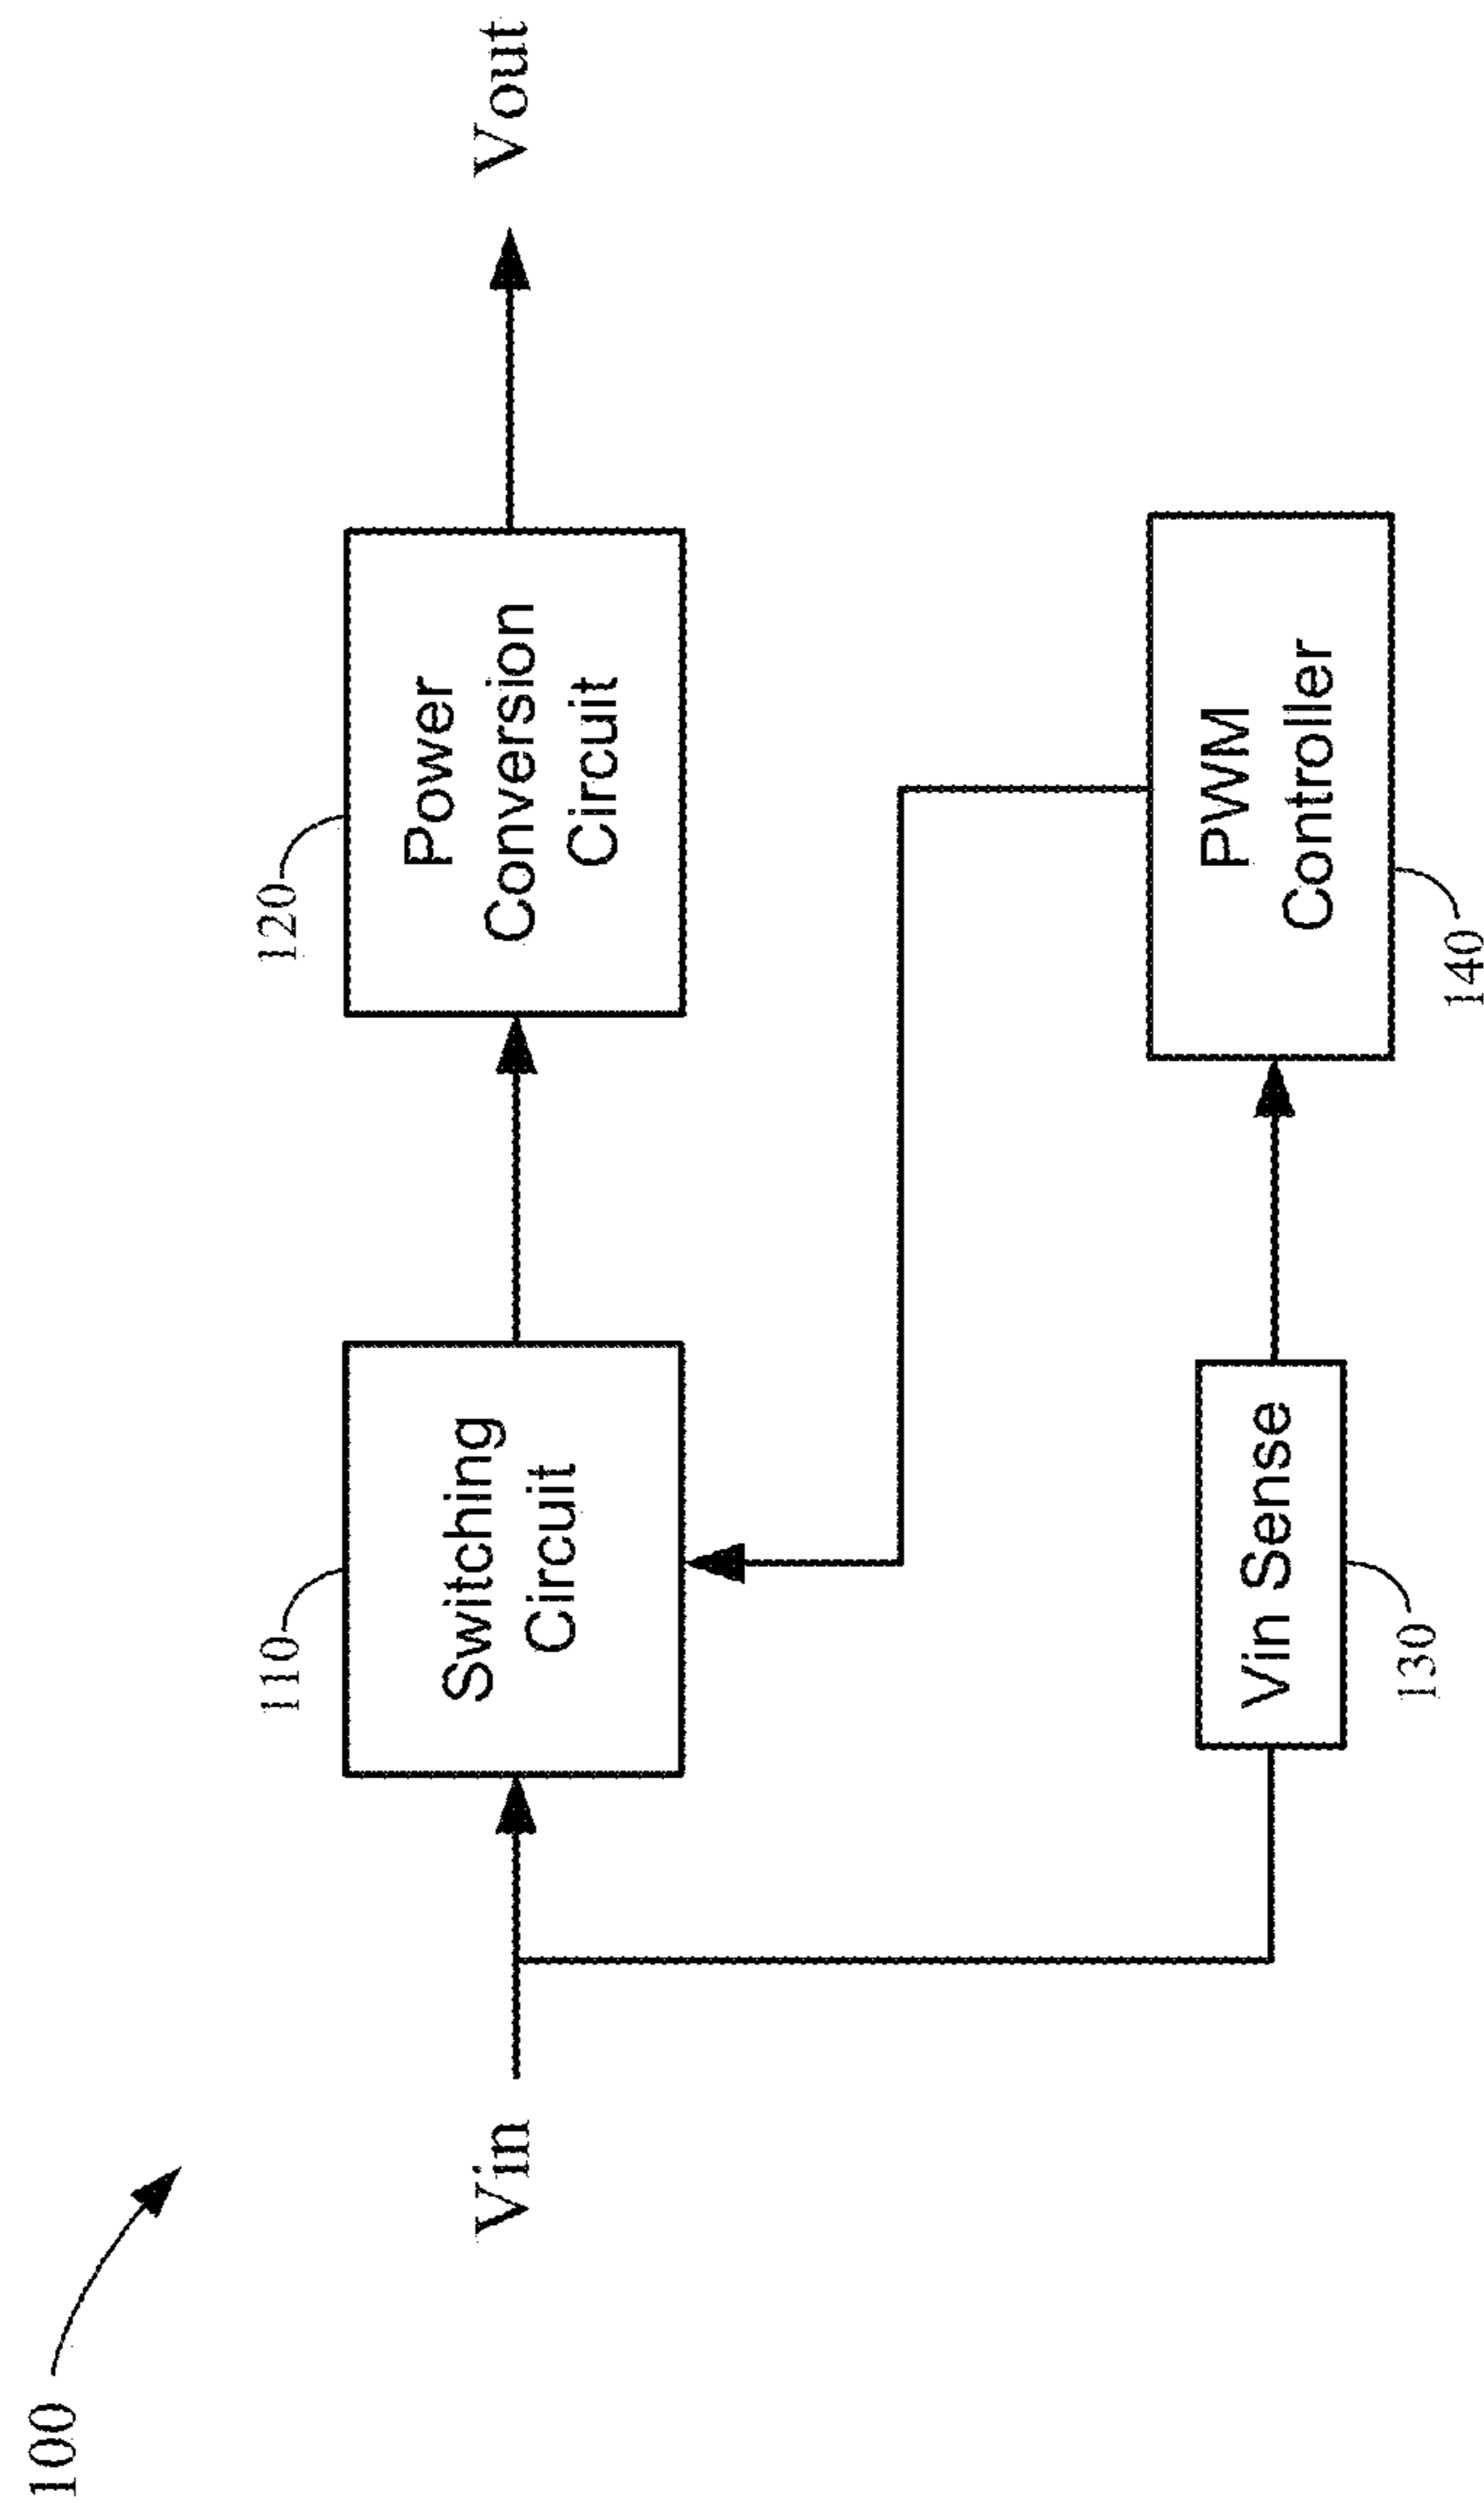 100
110
120
Vin
Switching
Circuit
Power
Conversion
Circuit
Vout
Vin Sense
PWM
Controller
130
140